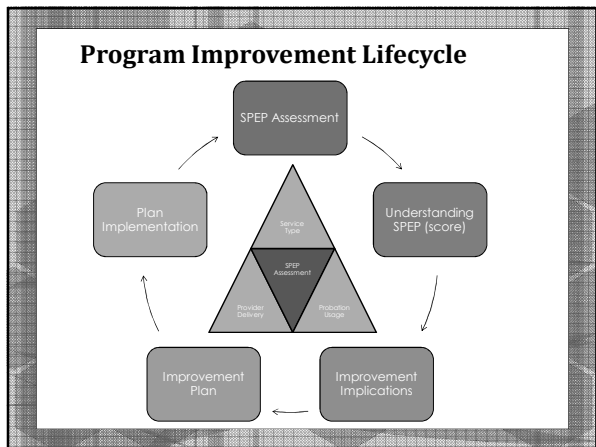 Program Improvement Lifecycle
SPEP Assessment
Understanding
SPEP (score)
Improvement
Implications
Improvement
Plan
Plan
Implementation
Service
Type
SPEP
Assessment
Provider
Delivery
Probation
Usage